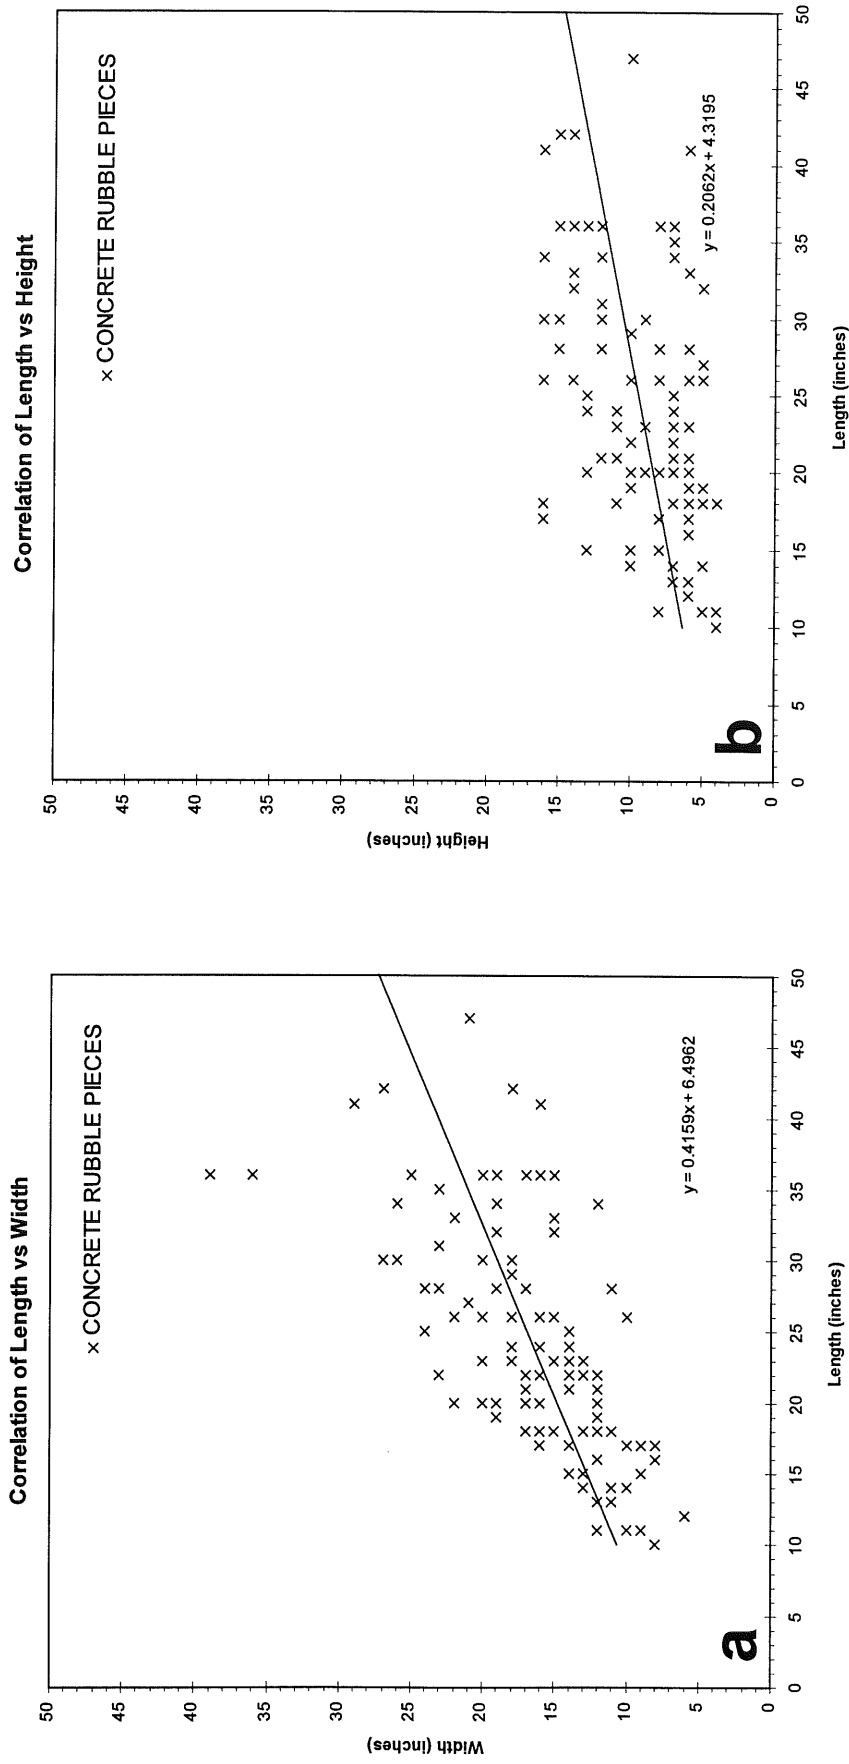 Correlation of Length vs Width
× CONCRETE RUBBLE PIECES
50
45
40
35
30
25
20
15
10
5
0
Width (inches)
y = 0.4159x + 6.4962
a
0 5 10 15 20 25 30 35 40 45 50
Length (inches)
Correlation of Length vs Height
× CONCRETE RUBBLE PIECES
50
45
40
35
30
25
20
15
10
5
0
Height (inches)
y = 0.2062x + 4.3195
b
0 5 10 15 20 25 30 35 40 45 50
Length (inches)